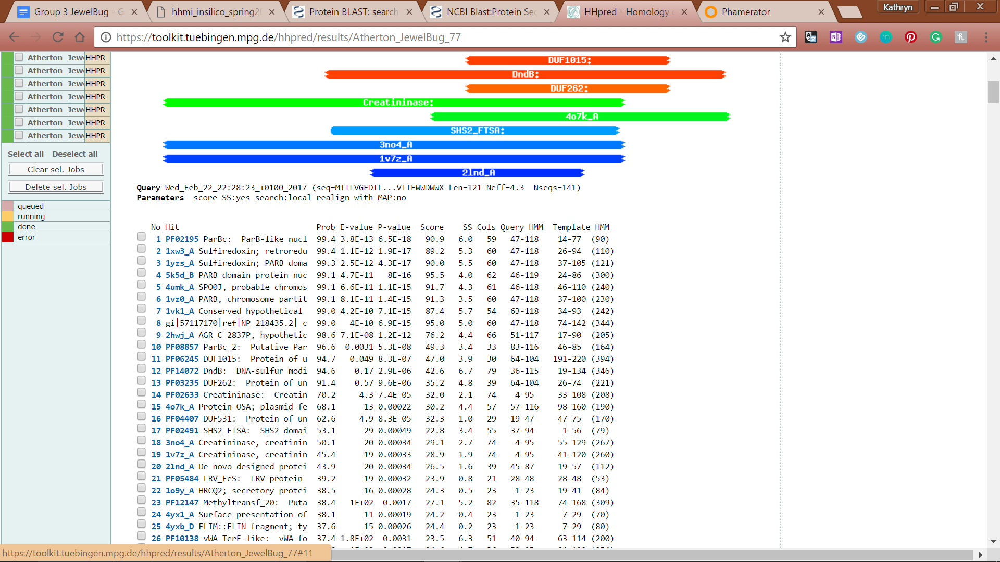 Group 3 JewelBug - G
hhmi_insilico_spring2
Protein BLAST: search
NCBI Blast:Protein Se
HHpred - Homology
Phamerator
Kathryn
https://toolkit.tuebingen.mpg.de/hhpred/results/Atherton_JewelBug_77
Atherton_Jew HHPR
Atherton_Jew HHPR
Atherton_Jew HHPR
Atherton_Jew HHPR
Atherton_Jew HHPR
Atherton_Jew HHPR
Atherton_Jew HHPR
Select all Deselect all
Clear sel. Jobs
Delete sel. Jobs
queued
running
done
error
DUF1015:
DndB:
DUF262:
Creatininase:
4o7k_A
SHS2_FTSA:
3no4_A
1v7z_A
2lnd_A
Query Wed_Feb_22_22:28:23_+0100_2017 (seq=MTTLVGEDTL...VTTEWWDWWX Len=121 Neff=4.3 Nseqs=141)
Parameters score SS:yes search:local realign with MAP:no
No Hit Prob E-value P-value Score SS Cols Query HMM Template HMM
1 PF02195 ParBc: ParB-like nucl 99.4 3.8E-13 6.5E-18 90.9 6.0 59 47-118 14-77 (90)
2 1xw3_A Sulfiredoxin; retroredu 99.4 1.1E-12 1.9E-17 89.2 5.3 60 47-118 26-94 (110)
3 1yzs_A Sulfiredoxin; PARB doma 99.3 2.5E-12 4.3E-17 90.0 5.5 60 47-118 37-105 (121)
4 5k5d_B PARB domain protein nuc 99.1 4.7E-11 8E-16 95.5 4.0 62 46-119 24-86 (300)
5 4umk_A SPO0J, probable chromos 99.1 6.6E-11 1.1E-15 91.7 4.3 61 46-118 46-110 (240)
6 1vz0_A PARB, chromosome partit 99.1 8.1E-11 1.4E-15 91.3 3.5 60 47-118 37-100 (230)
7 1vk1_A Conserved hypothetical 99.0 4.2E-10 7.1E-15 87.4 5.7 54 63-118 34-93 (242)
8 gi|57117170|ref|NP_218435.2| c 99.0 4E-10 6.9E-15 95.0 5.0 60 47-118 74-142 (344)
9 2hwj_A AGR_C_2837P, hypothetic 98.6 7.1E-08 1.2E-12 76.2 4.4 66 51-117 17-90 (205)
10 PF08857 ParBc_2: Putative Par 96.6 0.0031 5.3E-08 49.3 3.4 33 83-116 46-85 (164)
11 PF06245 DUF1015: Protein of u 94.7 0.049 8.3E-07 47.0 3.9 30 64-104 191-220 (394)
12 PF14072 DndB: DNA-sulfur modi 94.6 0.17 2.9E-06 42.6 6.7 79 36-115 19-134 (346)
13 PF03235 DUF262: Protein of un 91.4 0.57 9.6E-06 35.2 4.8 39 64-104 26-74 (221)
14 PF02633 Creatininase: Creatin 70.2 4.3 7.4E-05 32.0 2.1 74 4-95 33-108 (208)
15 4o7k_A Protein OSA; plasmid fe 68.1 13 0.00022 30.2 4.4 57 57-116 98-160 (190)
16 PF04407 DUF531: Protein of un 62.6 4.9 8.3E-05 32.3 1.0 29 19-47 47-75 (170)
17 PF02491 SHS2_FTSA: SHS2 domai 53.1 29 0.00049 22.8 3.4 55 37-94 1-56 (79)
18 3no4_A Creatininase, creatinin 50.1 20 0.00034 29.1 2.7 74 4-95 55-129 (267)
19 1v7z_A Creatininase, creatinin 45.4 19 0.00033 28.9 1.9 74 4-95 41-120 (260)
20 2lnd_A De novo designed protei 43.9 20 0.00034 26.5 1.6 39 45-87 19-57 (112)
21 PF05484 LRV_FeS: LRV protein 39.2 19 0.00032 23.9 0.8 21 28-48 28-48 (53)
22 1o9y_A HRCQ2; secretory protei 38.5 16 0.00028 24.3 0.5 23 1-23 19-41 (84)
23 PF12147 Methyltransf_20: Puta 38.4 1E+02 0.0017 27.1 5.2 82 35-118 74-168 (309)
24 4yx1_A Surface presentation of 38.1 11 0.00019 24.2 -0.4 23 1-23 7-29 (70)
25 4yxb_D FLIM::FLIN fragment; ty 37.6 15 0.00026 24.4 0.2 23 1-23 7-29 (80)
26 PF10138 vWA-TerF-like: vWA fo 37.4 1.8E+02 0.0031 23.5 6.3 51 40-94 63-114 (200)
https://toolkit.tuebingen.mpg.de/hhpred/results/Atherton_JewelBug_77#11